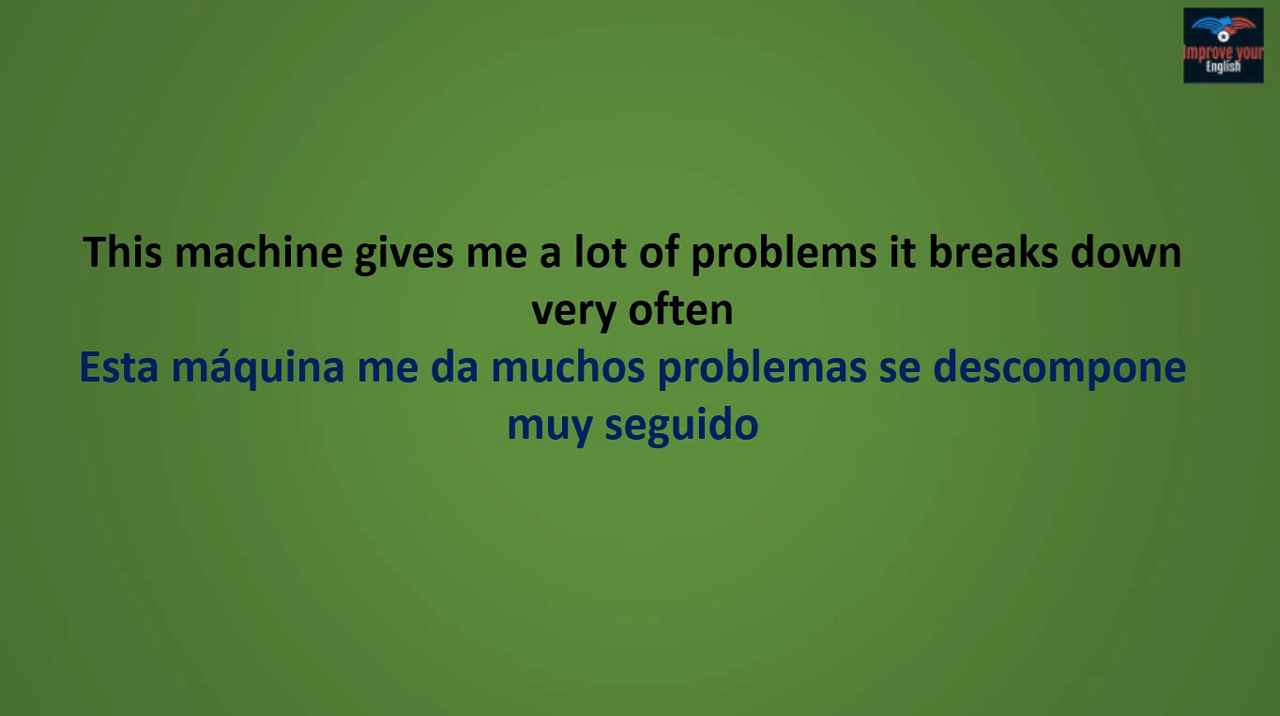 Improve your
English
This machine gives me a lot of problems it breaks down
very often
Esta máquina me da muchos problemas se descompone
muy seguido